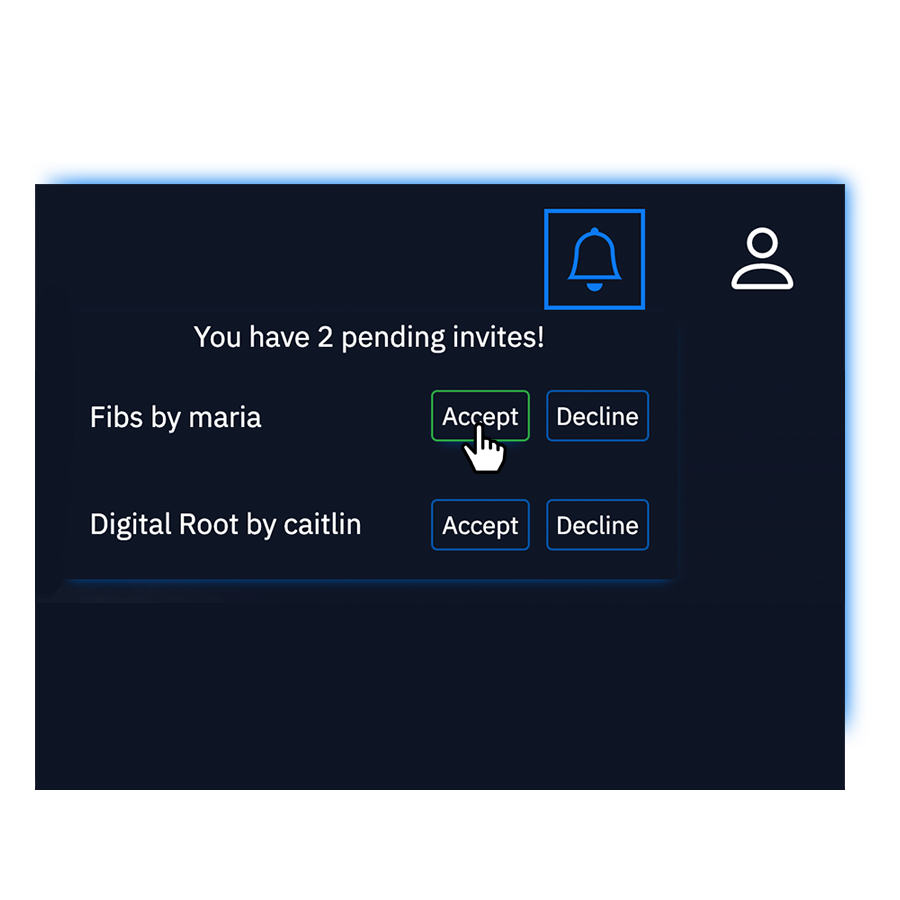 You have 2 pending invites!
Fibs by maria Accept Decline
Digital Root by caitlin Accept Decline